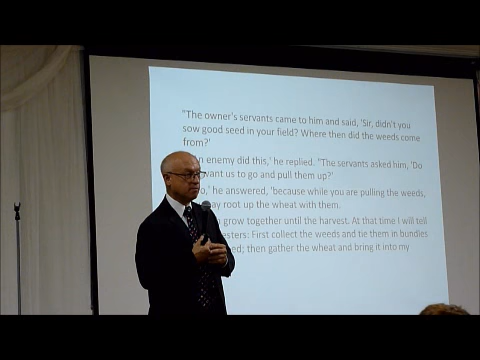 "The owner's servants came to him and said, 'Sir, didn't you
sow good seed in your field? Where then did the weeds come
from?'
enemy did this,' he replied. "The servants asked him, 'Do
want us to go and pull them up?'
he answered, 'because while you are pulling the weeds,
root up the wheat with them.
grow together until the harvest. At that time I will tell
First collect the weeds and tie them in bundles
then gather the wheat and bring it into my